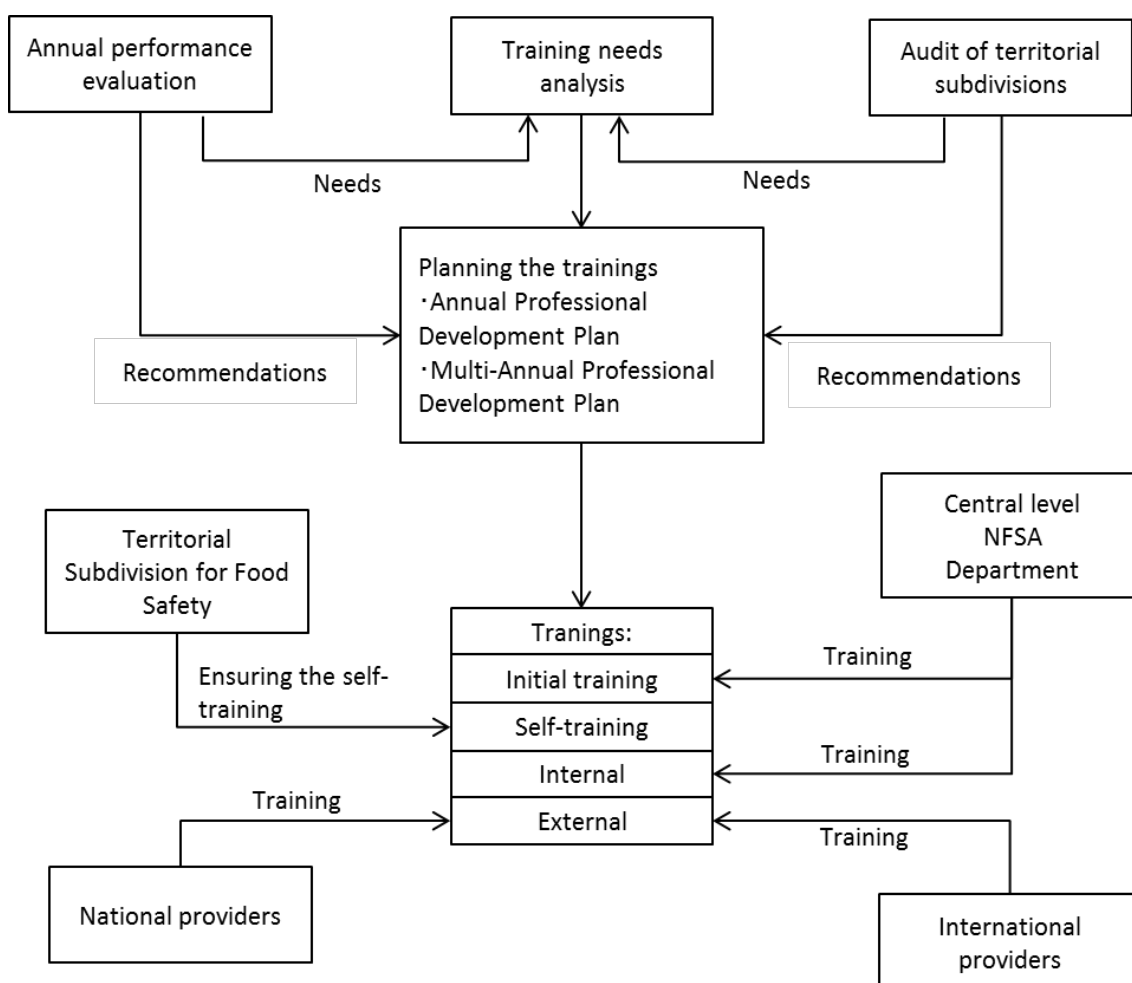 Annual performance
evaluation
Training needs
analysis
Audit of territorial
subdivisions
Needs
Needs
Planning the trainings
·Annual Professional
Development Plan
·Multi-Annual Professional
Development Plan
Recommendations
Recommendations
Territorial
Subdivision for Food
Safety
Central level
NFSA
Department
Ensuring the self-
training
Tranings:
Initial training
Self-training
Internal
External
Training
Training
Training
Training
National providers
International
providers